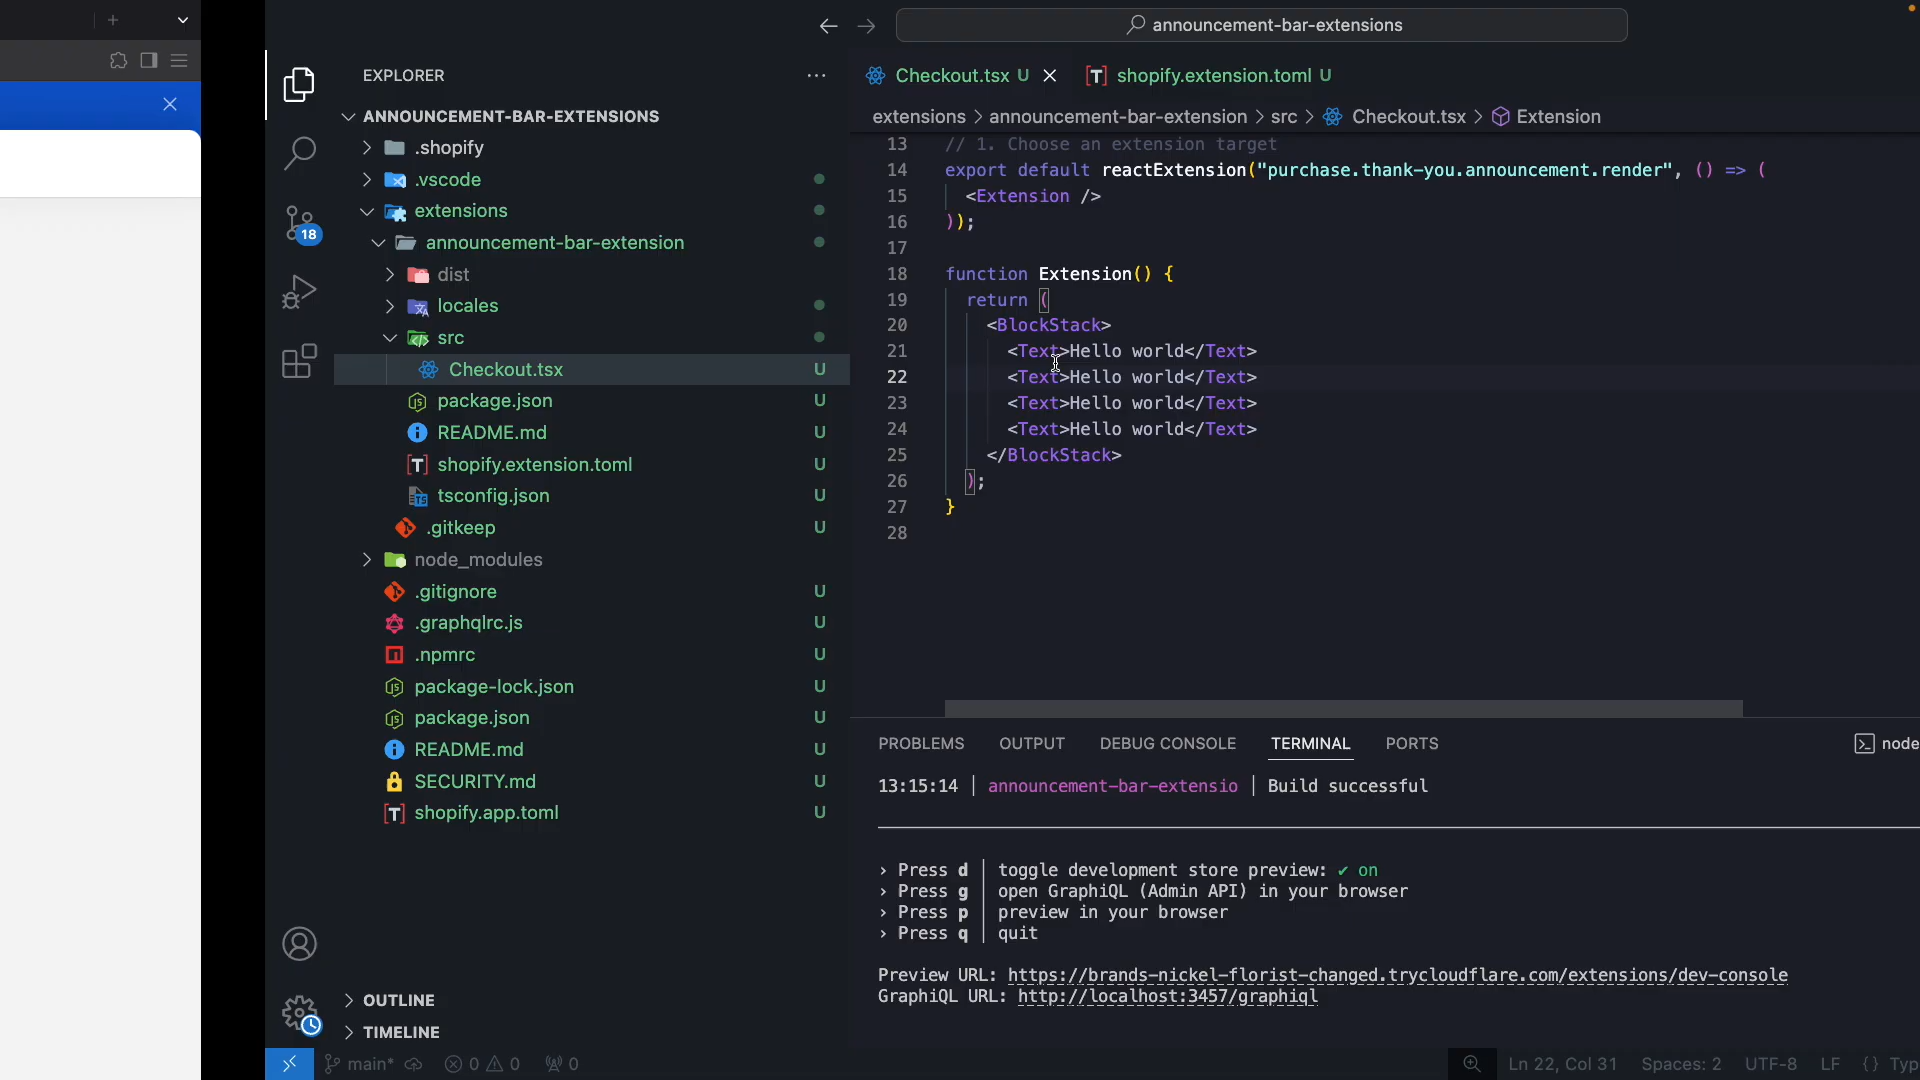 announcement-bar-extensions
EXPLORER
ANNOUNCEMENT-BAR-EXTENSIONS
.shopify
.vscode
extensions
announcement-bar-extension
dist
locales
src
Checkout.tsx U
package.json U
README.md U
shopify.extension.toml U
tsconfig.json U
.gitkeep U
node_modules
.gitignore U
.graphqlrc.js U
.npmrc U
package-lock.json U
package.json U
README.md U
SECURITY.md U
shopify.app.toml U
OUTLINE
TIMELINE
18
Checkout.tsx U
shopify.extension.toml U
extensions > announcement-bar-extension > src > Checkout.tsx > Extension
13 // 1. Choose an extension target
14 export default reactExtension("purchase.thank-you.announcement.render", () => (
15 <Extension />
16 ));
17
18 function Extension() {
19 return (
20 <BlockStack>
21 <Text>Hello world</Text>
22 <Text>Hello world</Text>
23 <Text>Hello world</Text>
24 <Text>Hello world</Text>
25 </BlockStack>
26 );
27 }
28
PROBLEMS OUTPUT DEBUG CONSOLE TERMINAL PORTS
node
13:15:14 | announcement-bar-extensio | Build successful
› Press d | toggle development store preview: ✔ on
› Press g | open GraphiQL (Admin API) in your browser
› Press p | preview in your browser
› Press q | quit
Preview URL: https://brands-nickel-florist-changed.trycloudflare.com/extensions/dev-console
GraphiQL URL: http://localhost:3457/graphiql
main* 0 0 0
Ln 22, Col 31 Spaces: 2 UTF-8 LF {} Typ